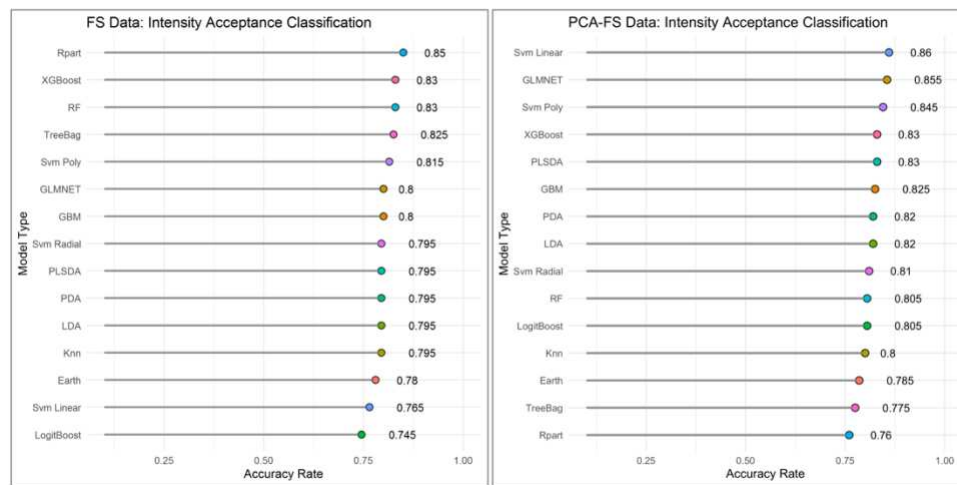 FS Data: Intensity Acceptance Classification
Model Type
Rpart 0.85
XGBoost 0.83
RF 0.83
TreeBag 0.825
Svm Poly 0.815
GLMNET 0.8
GBM 0.8
Svm Radial 0.795
PLSDA 0.795
PDA 0.795
LDA 0.795
Knn 0.795
Earth 0.78
Svm Linear 0.765
LogitBoost 0.745
0.25 0.50 0.75 1.00
Accuracy Rate
PCA-FS Data: Intensity Acceptance Classification
Model Type
Svm Linear 0.86
GLMNET 0.855
Svm Poly 0.845
XGBoost 0.83
PLSDA 0.83
GBM 0.825
PDA 0.82
LDA 0.82
Svm Radial 0.81
RF 0.805
LogitBoost 0.805
Knn 0.8
Earth 0.785
TreeBag 0.775
Rpart 0.76
0.25 0.50 0.75 1.00
Accuracy Rate